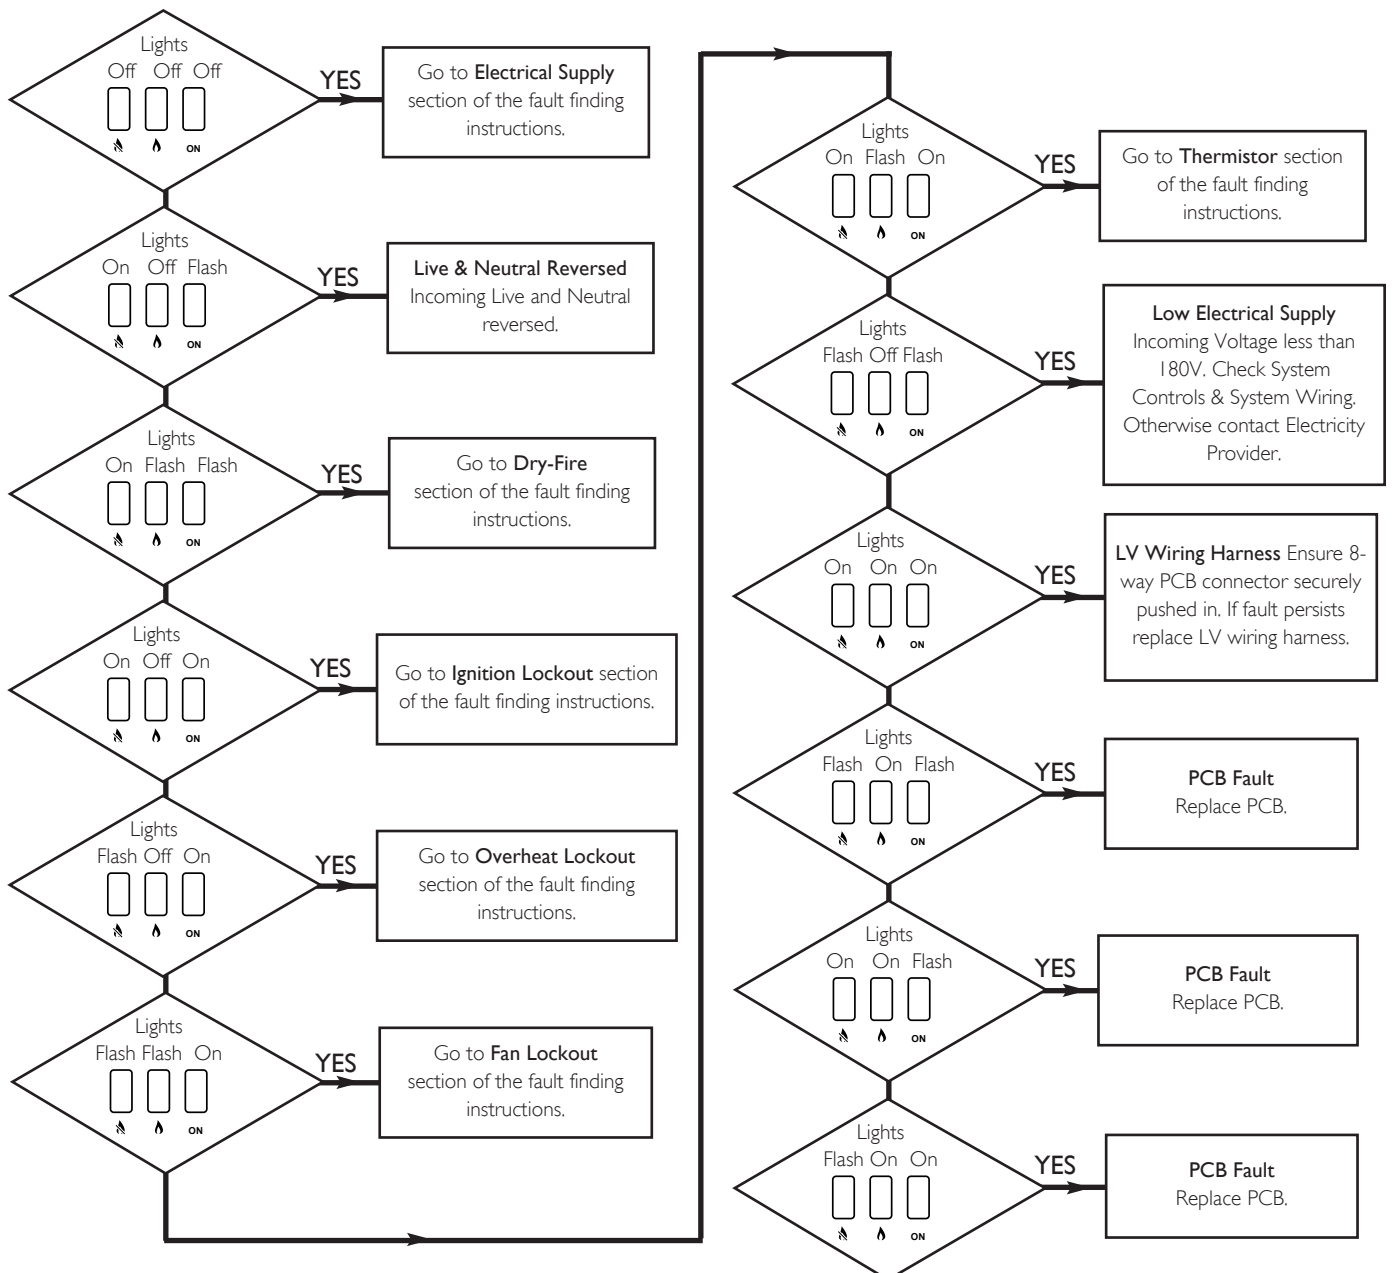 Lights
Off Off Off
ON
YES
Go to Electrical Supply
section of the fault finding
instructions.
Lights
On Off Flash
ON
YES
Live & Neutral Reversed
Incoming Live and Neutral
reversed.
Lights
On Flash Flash
ON
YES
Go to Dry-Fire
section of the fault finding
instructions.
Lights
On Off On
ON
YES
Go to Ignition Lockout section
of the fault finding instructions.
Lights
Flash Off On
ON
YES
Go to Overheat Lockout
section of the fault finding
instructions.
Lights
Flash Flash On
ON
YES
Go to Fan Lockout
section of the fault finding
instructions.
Lights
On Flash On
ON
YES
Go to Thermistor section
of the fault finding
instructions.
Lights
Flash Off Flash
ON
YES
Low Electrical Supply
Incoming Voltage less than
180V. Check System
Controls & System Wiring.
Otherwise contact Electricity
Provider.
Lights
On On On
ON
YES
LV Wiring Harness Ensure 8-
way PCB connector securely
pushed in. If fault persists
replace LV wiring harness.
Lights
Flash On Flash
ON
YES
PCB Fault
Replace PCB.
Lights
On On Flash
ON
YES
PCB Fault
Replace PCB.
Lights
Flash On On
ON
YES
PCB Fault
Replace PCB.